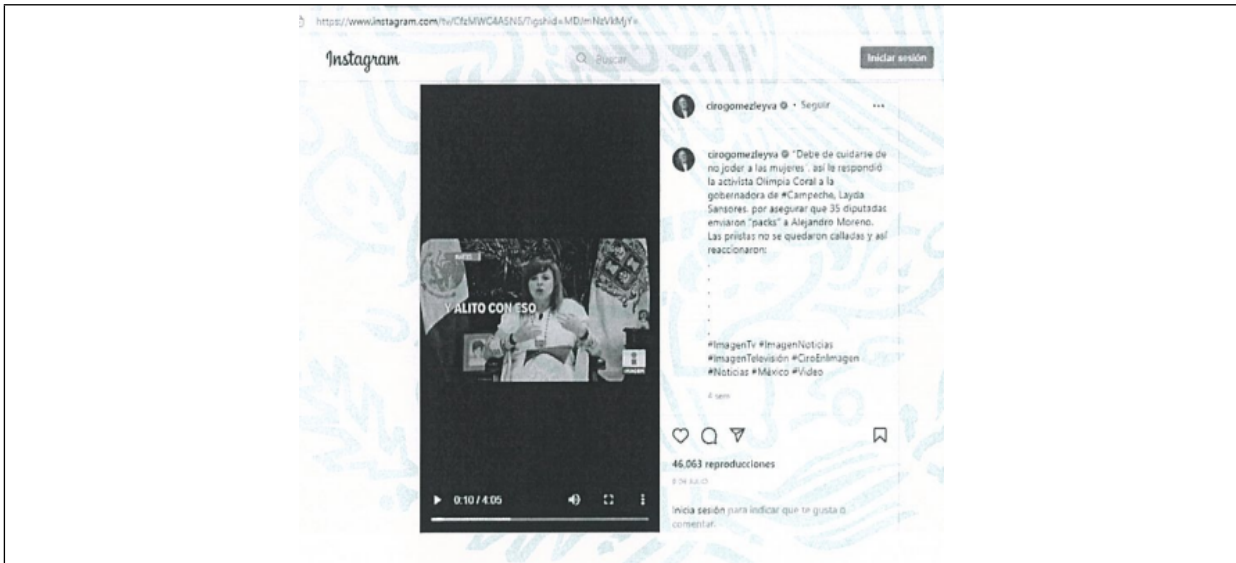 https://www.instagram.com/tv/
Instagram
Buscar
Iniciar sesión
cirogomezleyva • Seguir
cirogomezleyva "Debe de cuidarse de
no joder a las mujeres", así le respondió
la activista Olimpia Coral a la
gobernadora de #Campeche, Layda
Sansores, por asegurar que 35 diputadas
enviaron "packs" a Alejandro Moreno.
Las priistas no se quedaron calladas y así
reaccionaron:
.
.
.
.
.
#ImagenTv #ImagenNoticias
#ImagenTelevisión #CiroEnImagen
#Noticias #México #Video
4 sem
Y ALITO CON ESO
IMAGEN
0:10 / 4:05
46,063 reproducciones
8 DE JULIO
Inicia sesión para indicar que te gusta o
comentar.